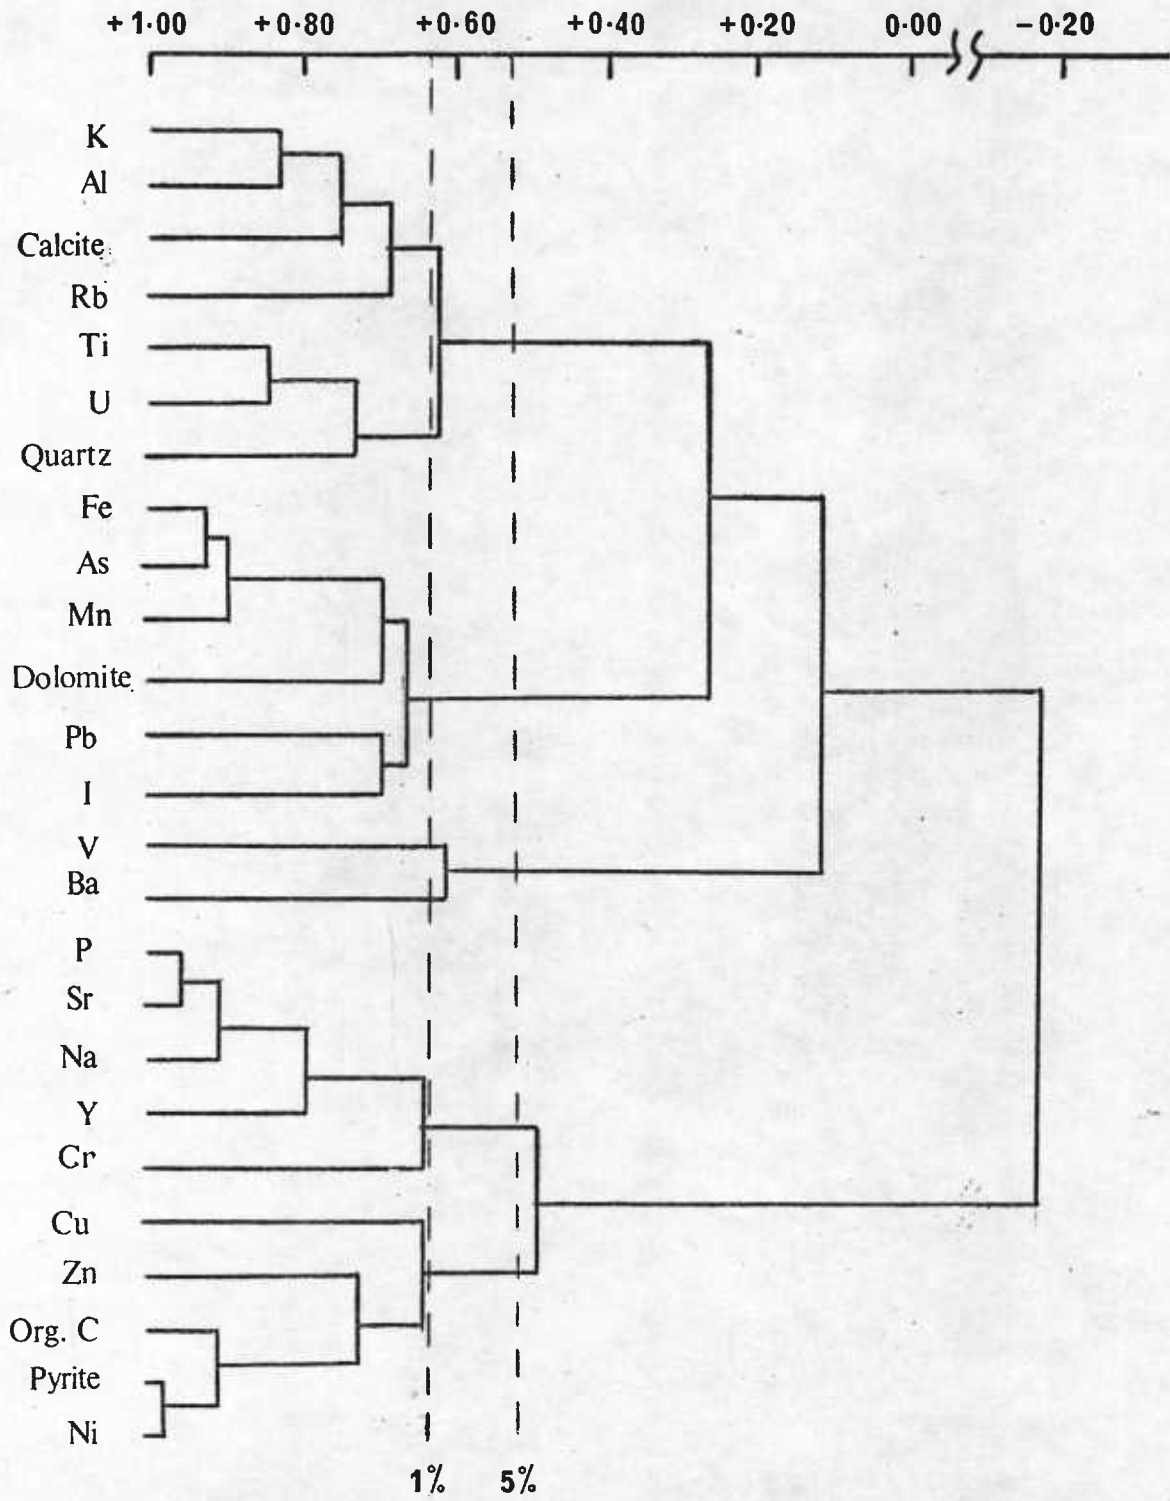 +1·00 +0·80 +0·60 +0·40 +0·20 0·00 −0·20
K
Al
Calcite
Rb
Ti
U
Quartz
Fe
As
Mn
Dolomite
Pb
I
V
Ba
P
Sr
Na
Y
Cr
Cu
Zn
Org. C
Pyrite
Ni
1% 5%